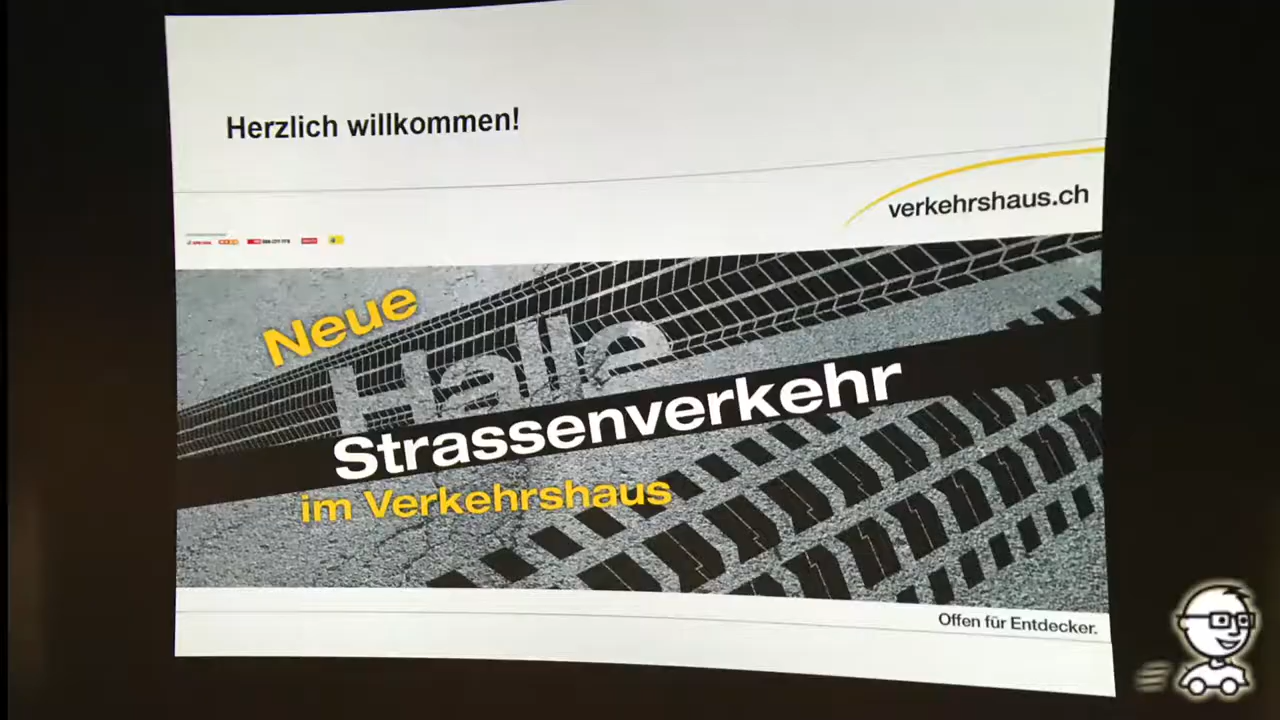 Herzlich willkommen!
verkehrshaus.ch
Neue
Halle
Strassenverkehr
im Verkehrshaus
Offen für Entdecker.